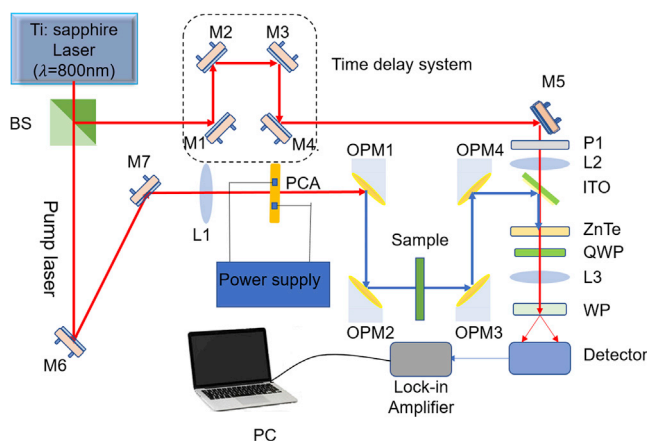 Ti: sapphire
Laser
(λ=800nm)
BS
M2
M3
Time delay system
M1
M4
M5
P1
L2
ITO
ZnTe
QWP
L3
WP
Detector
M7
L1
PCA
OPM1
OPM4
Sample
Power supply
OPM2
OPM3
Pump laser
M6
Lock-in
Amplifier
PC